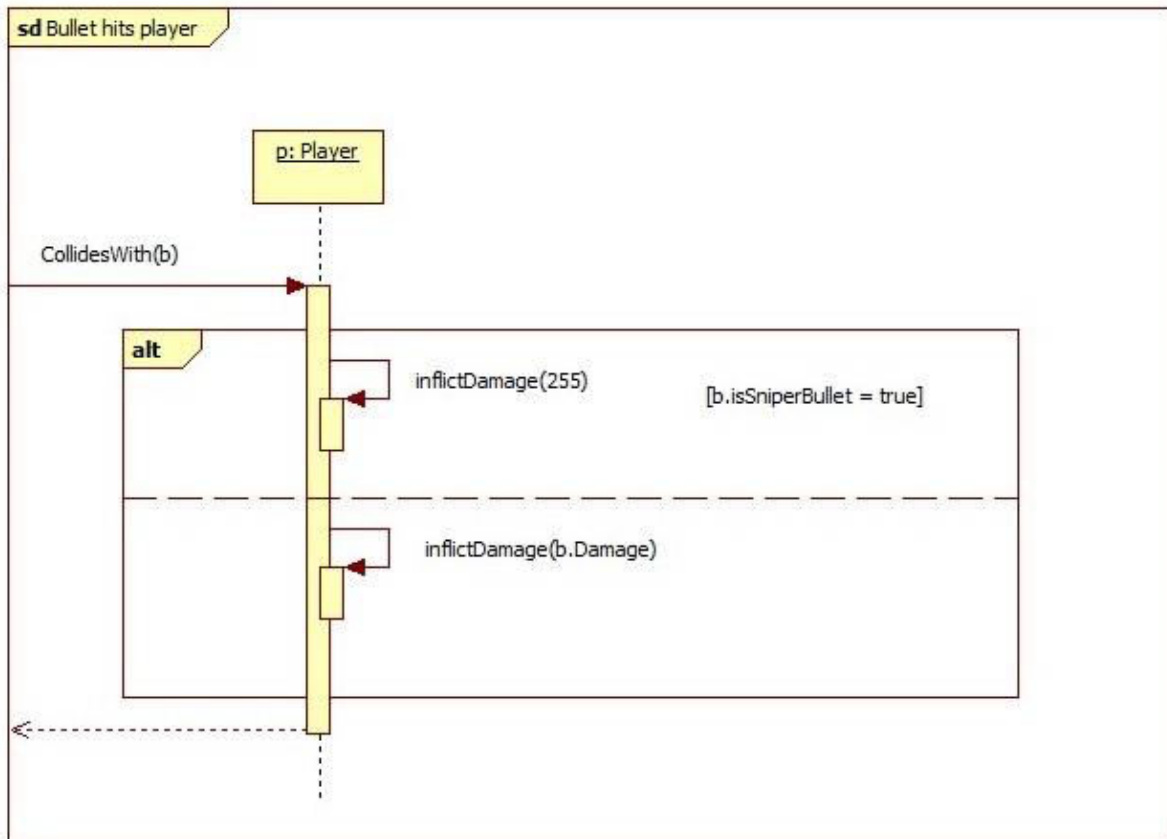 sd Bullet hits player
p: Player
CollidesWith(b)
alt
inflictDamage(255)
[b.isSniperBullet = true]
inflictDamage(b.Damage)